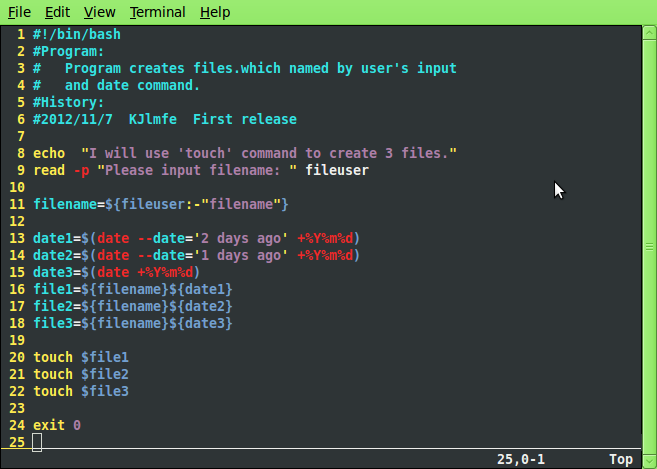 File Edit View Terminal Help
1 #!/bin/bash
2 #Program:
3 #   Program creates files.which named by user's input
4 #   and date command.
5 #History:
6 #2012/11/7  KJlmfe  First release
7
8 echo  "I will use 'touch' command to create 3 files."
9 read -p "Please input filename: " fileuser
10
11 filename=${fileuser:-"filename"}
12
13 date1=$(date --date='2 days ago' +%Y%m%d)
14 date2=$(date --date='1 days ago' +%Y%m%d)
15 date3=$(date +%Y%m%d)
16 file1=${filename}${date1}
17 file2=${filename}${date2}
18 file3=${filename}${date3}
19
20 touch $file1
21 touch $file2
22 touch $file3
23
24 exit 0
25
25,0-1 Top